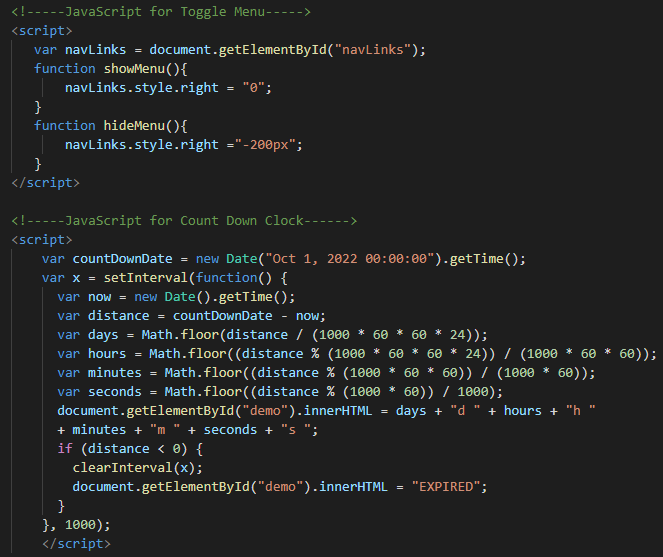 <!-----JavaScript for Toggle Menu----->
<script>
var navLinks = document.getElementById("navLinks");
function showMenu(){
navLinks.style.right = "0";
}
function hideMenu(){
navLinks.style.right ="-200px";
}
</script>
<!-----JavaScript for Count Down Clock------>
<script>
var countDownDate = new Date("Oct 1, 2022 00:00:00").getTime();
var x = setInterval(function() {
var now = new Date().getTime();
var distance = countDownDate - now;
var days = Math.floor(distance / (1000 * 60 * 60 * 24));
var hours = Math.floor((distance % (1000 * 60 * 60 * 24)) / (1000 * 60 * 60));
var minutes = Math.floor((distance % (1000 * 60 * 60)) / (1000 * 60));
var seconds = Math.floor((distance % (1000 * 60)) / 1000);
document.getElementById("demo").innerHTML = days + "d " + hours + "h "
+ minutes + "m " + seconds + "s ";
if (distance < 0) {
clearInterval(x);
document.getElementById("demo").innerHTML = "EXPIRED";
}
}, 1000);
</script>